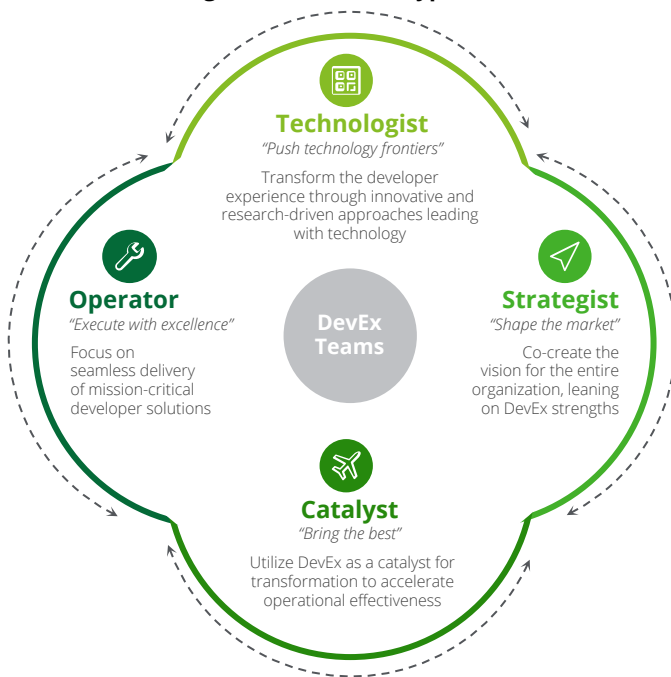 Technologist
“Push technology frontiers”
Transform the developer
experience through innovative and
research-driven approaches leading
with technology
Operator
“Execute with excellence”
Focus on
seamless delivery
of mission-critical
developer solutions
DevEx
Teams
Strategist
“Shape the market”
Co-create the
vision for the entire
organization, leaning
on DevEx strengths
Catalyst
“Bring the best”
Utilize DevEx as a catalyst for
transformation to accelerate
operational effectiveness